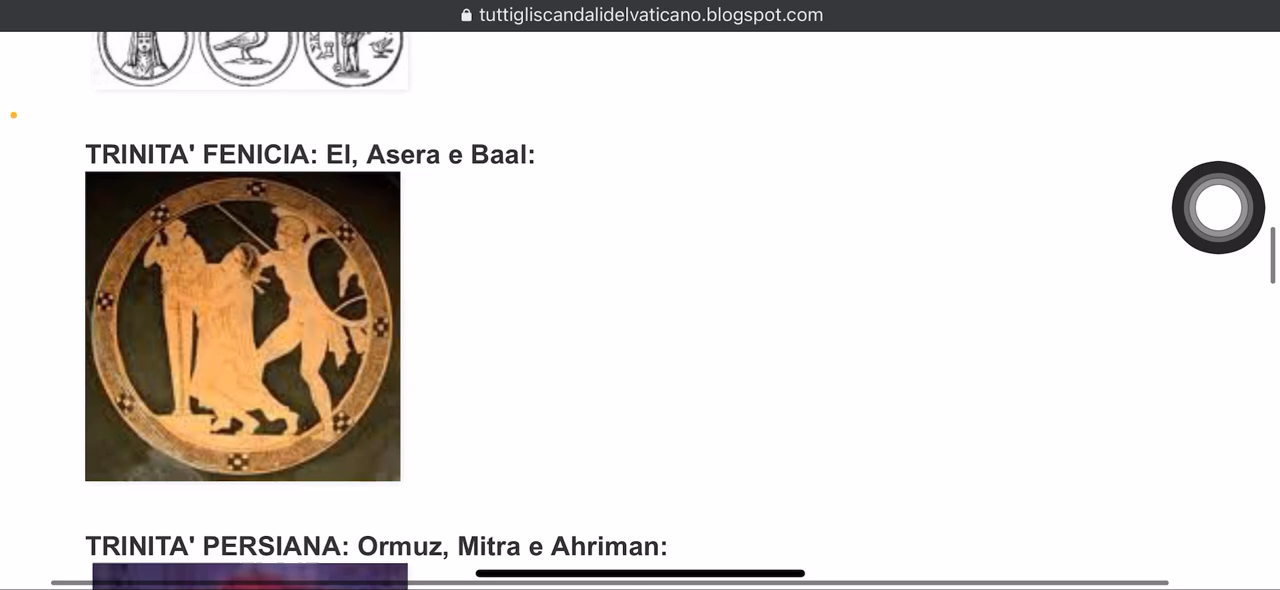 tuttigliscandalidelvaticano.blogspot.com
TRINITA' FENICIA: El, Asera e Baal:
TRINITA' PERSIANA: Ormuz, Mitra e Ahriman: